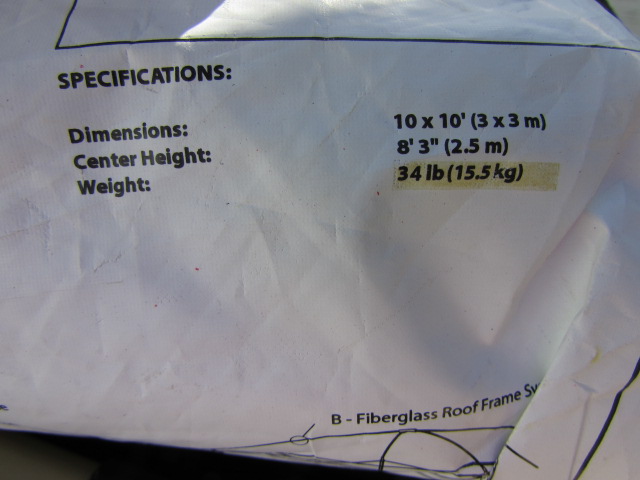 SPECIFICATIONS:
Dimensions: 10 x 10' (3 x 3 m)
Center Height: 8' 3" (2.5 m)
Weight: 34 lb (15.5 kg)
B - Fiberglass Roof Frame